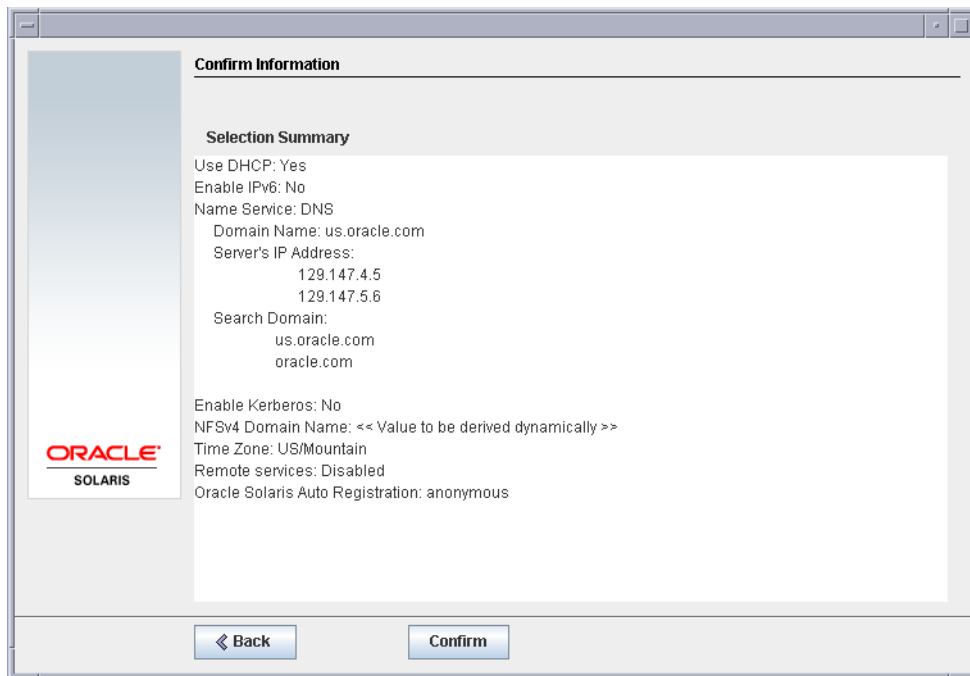 Confirm Information
Selection Summary
Use DHCP: Yes
Enable IPv6: No
Name Service: DNS
Domain Name: us.oracle.com
Server's IP Address:
129.147.4.5
129.147.5.6
Search Domain:
us.oracle.com
oracle.com
Enable Kerberos: No
NFSv4 Domain Name: << Value to be derived dynamically >>
Time Zone: US/Mountain
Remote services: Disabled
Oracle Solaris Auto Registration: anonymous
ORACLE
SOLARIS
Back
Confirm